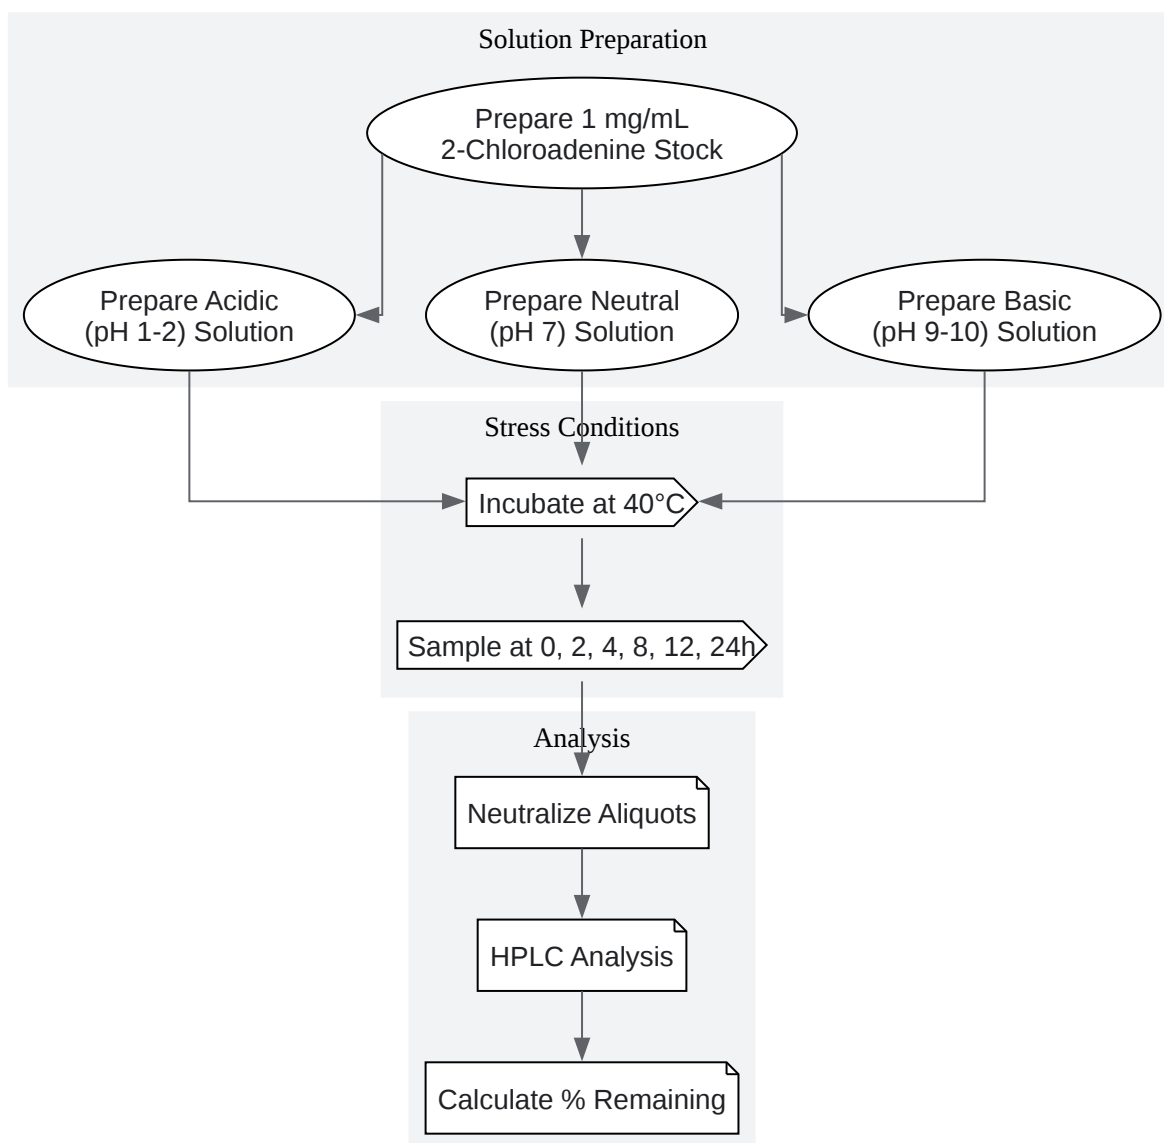 Solution Preparation
Prepare 1 mg/mL
2-Chloroadenine Stock
Prepare Acidic
(pH 1-2) Solution
Prepare Neutral
(pH 7) Solution
Prepare Basic
(pH 9-10) Solution
Stress Conditions
Incubate at 40°C
Sample at 0, 2, 4, 8, 12, 24h
Analysis
Neutralize Aliquots
HPLC Analysis
Calculate % Remaining